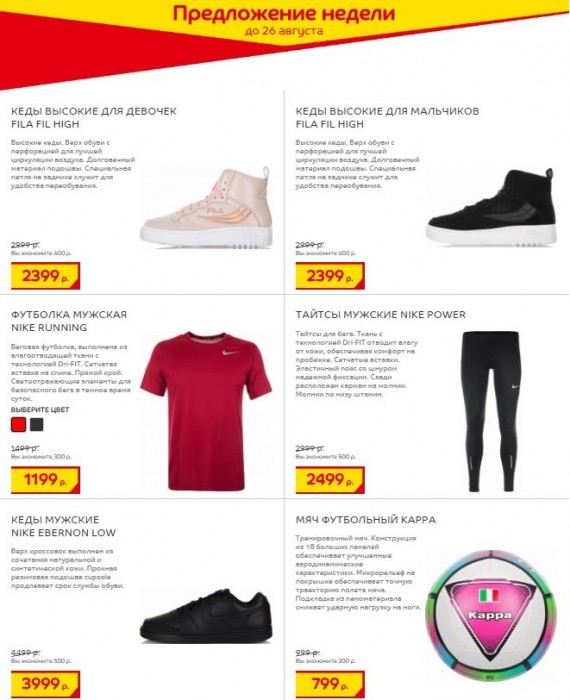 Предложение недели
до 26 августа
КЕДЫ ВЫСОКИЕ ДЛЯ ДЕВОЧЕК
FILA FIL HIGH
Высокие кеды. Верх обуви с
перфорацией для лучшей
циркуляции воздуха. Долговечный
материал подошвы. Специальная
петля на заднике служит для
удобства переобувания.
FILA
2999 р.
Вы экономите 600 р.
2399 р.
КЕДЫ ВЫСОКИЕ ДЛЯ МАЛЬЧИКОВ
FILA FIL HIGH
Высокие кеды. Верх обуви с
перфорацией для лучшей
циркуляции воздуха. Долговечный
материал подошвы. Специальная
петля на заднике служит для
удобства переобувания.
2999 р.
Вы экономите 600 р.
2399 р.
ФУТБОЛКА МУЖСКАЯ
NIKE RUNNING
Беговая футболка, выполнена из
влагоотводящей ткани с
технологией Dri-FIT. Сетчатая
вставка на спине. Прямой крой.
Светоотражающие элементы для
безопасного бега в темное время
суток.
ВЫБЕРИТЕ ЦВЕТ
1499 р.
Вы экономите 300 р.
1199 р.
ТАЙТСЫ МУЖСКИЕ NIKE POWER
Тайтсы для бега. Ткань с
технологией Dri-FIT отводит влагу
от кожи, обеспечивая комфорт на
пробежке. Сетчатые вставки.
Эластичный пояс со шнуром
надежной фиксации. Сзади
расположен карман на молнии.
Молнии по низу штанин.
2999 р.
Вы экономите 500 р.
2499 р.
КЕДЫ МУЖСКИЕ
NIKE EBERNON LOW
Верх кроссовок выполнен из
сочетания натуральной и
синтетической кожи. Прочная
резиновая подошва cupsole
продлевает срок службы обуви.
4499 р.
Вы экономите 500 р.
3999 р.
МЯЧ ФУТБОЛЬНЫЙ KAPPA
Тренировочный мяч. Конструкция
из 18 больших панелей
обеспечивает улучшенные
аэродинамические
характеристики. Микрорельеф на
покрышке обеспечивает точную
траекторию полета мяча.
Подкладка из пеноматериала
снижает ударную нагрузку на ноги.
Kappa
999 р.
Вы экономите 200 р.
799 р.